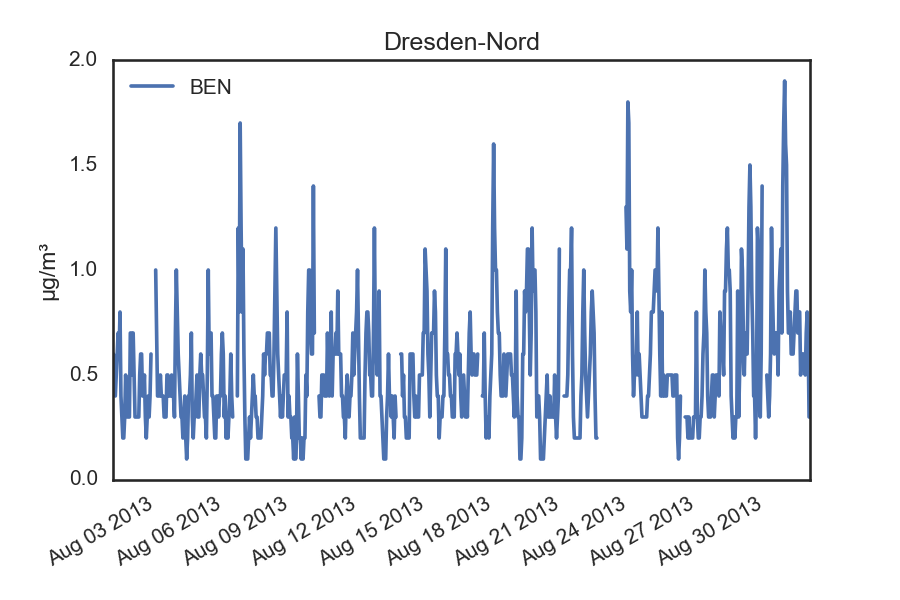 Dresden-Nord
2.0
1.5
1.0
0.5
0.0
µg/m³
BEN
Aug 03 2013
Aug 06 2013
Aug 09 2013
Aug 12 2013
Aug 15 2013
Aug 18 2013
Aug 21 2013
Aug 24 2013
Aug 27 2013
Aug 30 2013